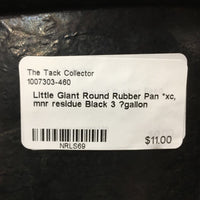 The Tack Collector
1007303-460
Little Giant Round Rubber Pan *xc,
mnr residue Black 3 ?gallon
NRLS69
$11.00